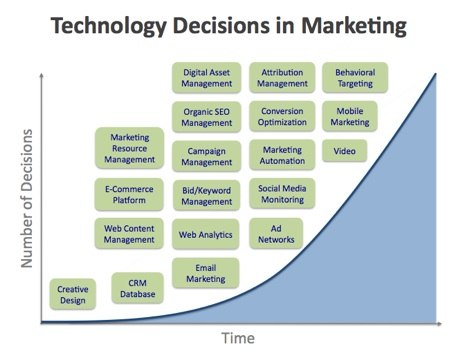 Technology Decisions in Marketing
Number of Decisions
Digital Asset
Management
Attribution
Management
Behavioral
Targeting
Organic SEO
Management
Conversion
Optimization
Mobile
Marketing
Marketing
Resource
Management
Campaign
Management
Marketing
Automation
Video
E-Commerce
Platform
Bid/Keyword
Management
Social Media
Monitoring
Web Content
Management
Web Analytics
Ad
Networks
Creative
Design
CRM
Database
Email
Marketing
Time